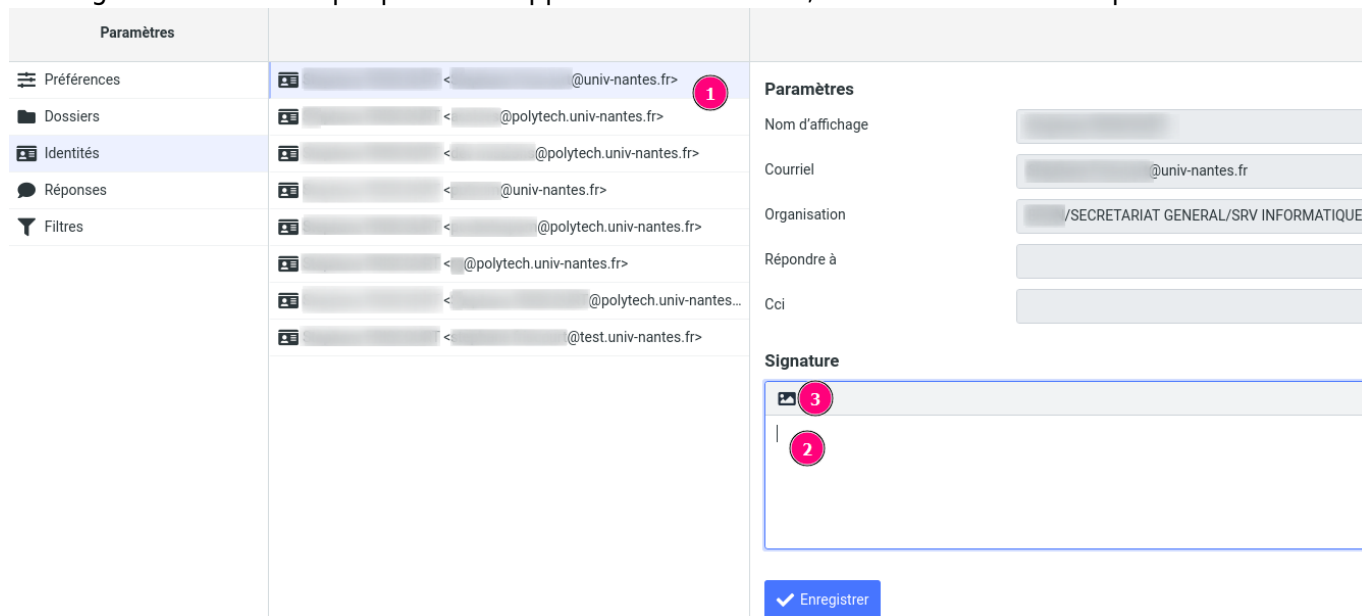 Paramètres
Préférences
Dossiers
Identités
Réponses
Filtres
< @univ-nantes.fr>
1
< @polytech.univ-nantes.fr>
< @polytech.univ-nantes.fr>
< @univ-nantes.fr>
< @polytech.univ-nantes.fr>
< @polytech.univ-nantes.fr>
< @polytech.univ-nantes...
< @test.univ-nantes.fr>
Paramètres
Nom d'affichage
Courriel @univ-nantes.fr
Organisation /SECRETARIAT GENERAL/SRV INFORMATIQUE
Répondre à
Cci
Signature
3
2
Enregistrer